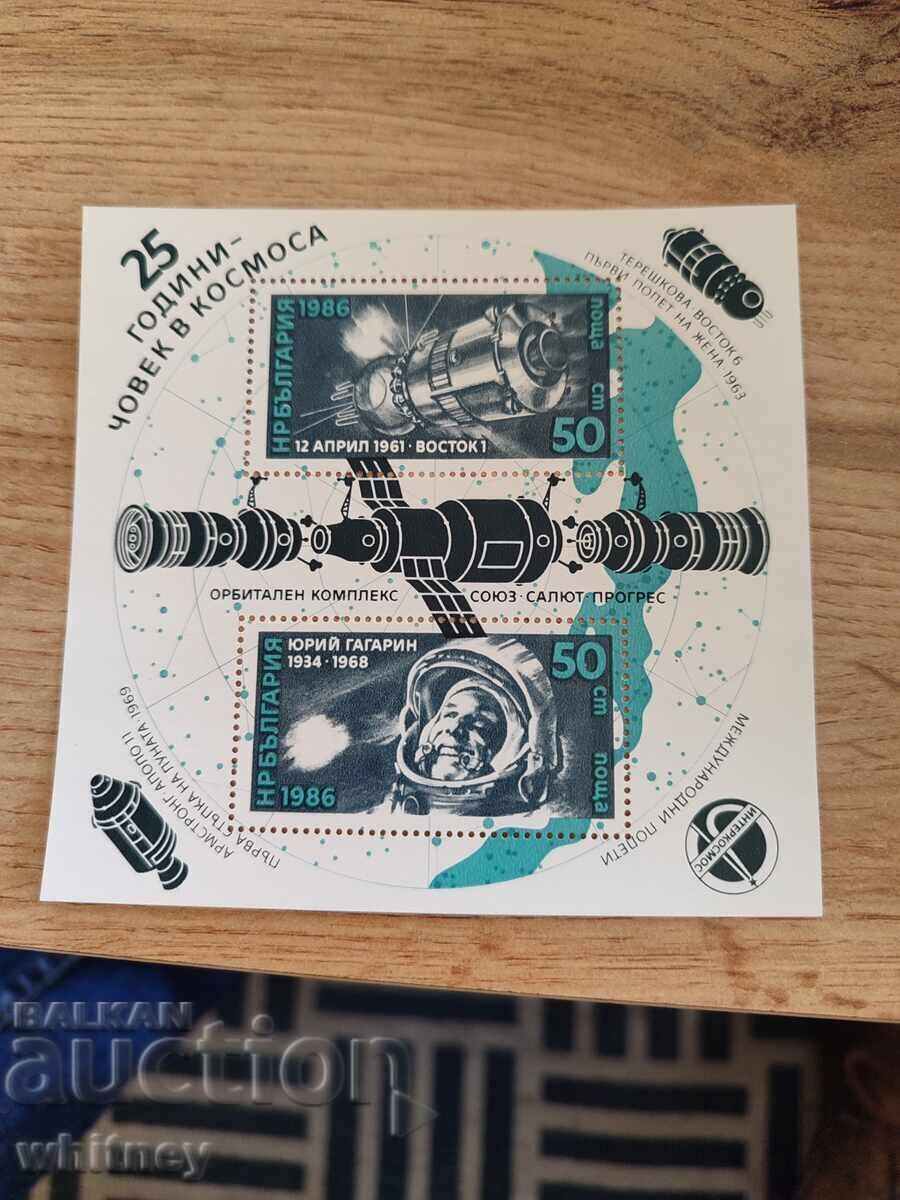 25
ГОДИНИ-
ЧОВЕК В КОСМОСА
ТЕРЕШКОВА·ВОСТОК 6
ПЪРВИ ПОЛЕТ НА ЖЕНА 1963
НРБЪЛГАРИЯ
1986
поща
50 ст
12 АПРИЛ 1961 · ВОСТОК 1
ОРБИТАЛЕН КОМПЛЕКС
СОЮЗ·САЛЮТ·ПРОГРЕС
ЮРИЙ ГАГАРИН
1934 · 1968
НРБЪЛГАРИЯ
1986
50 ст
поща
АРМСТРОНГ АПОЛО 11
ПЪРВА СТЪПКА НА ЛУНАТА 1969
МЕЖДУНАРОДНИ ПОЛЕТИ
ИНТЕРКОСМОС
BALKAN
auction
whitney